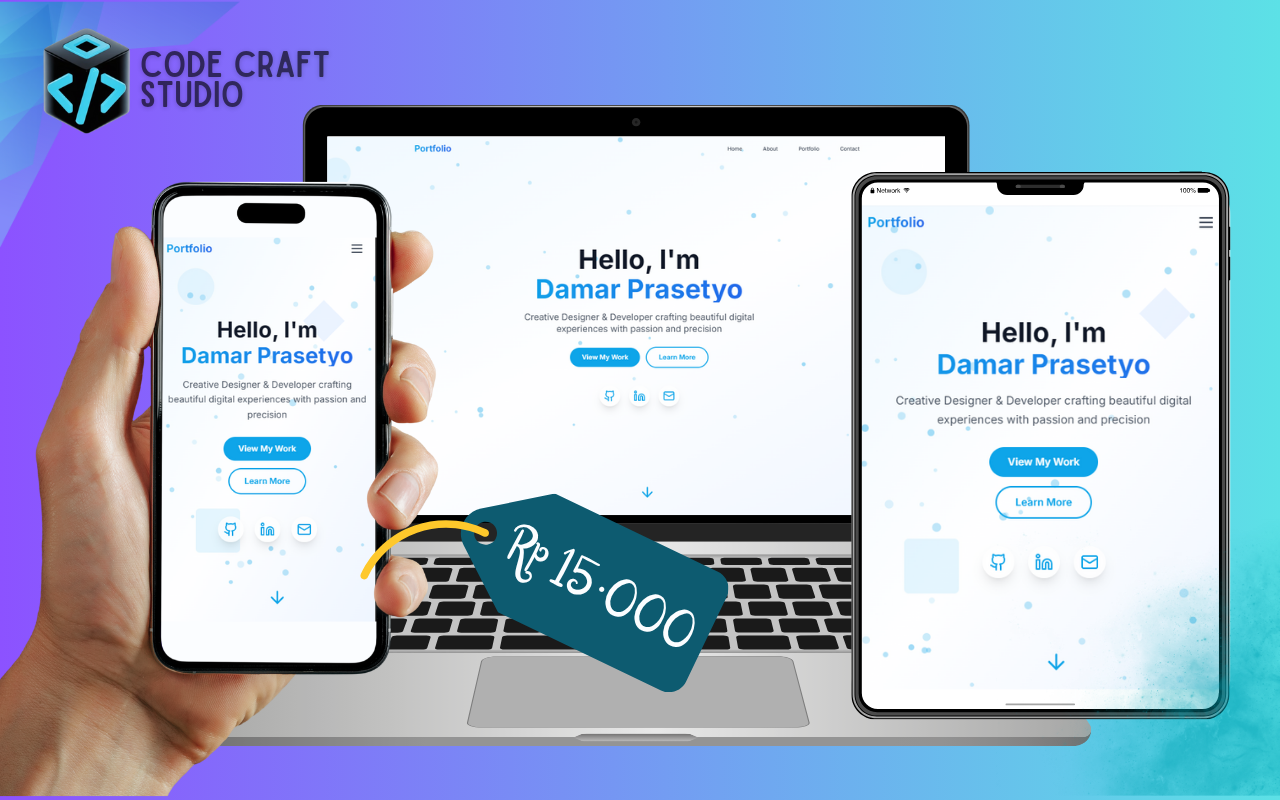 CODE CRAFT
STUDIO
Portfolio
Home
About
Portfolio
Contact
Hello, I'm
Damar Prasetyo
Creative Designer & Developer crafting beautiful digital
experiences with passion and precision
View My Work
Learn More
Portfolio
Hello, I'm
Damar Prasetyo
Creative Designer & Developer crafting
beautiful digital experiences with passion and
precision
View My Work
Learn More
Rp 15.000
Network
100%
Portfolio
Hello, I'm
Damar Prasetyo
Creative Designer & Developer crafting beautiful digital
experiences with passion and precision
View My Work
Learn More